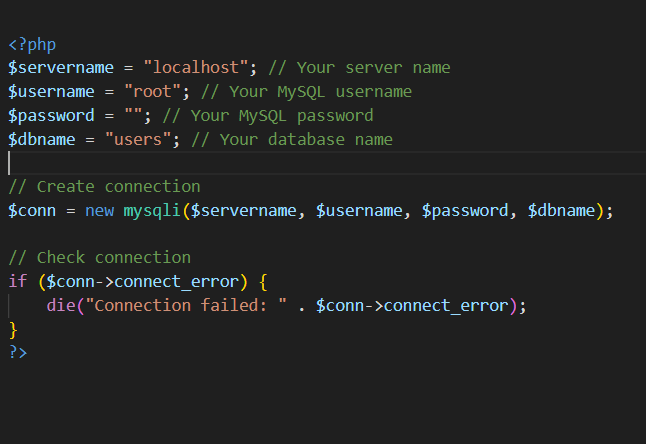 <?php
$servername = "localhost"; // Your server name
$username = "root"; // Your MySQL username
$password = ""; // Your MySQL password
$dbname = "users"; // Your database name
// Create connection
$conn = new mysqli($servername, $username, $password, $dbname);
// Check connection
if ($conn->connect_error) {
    die("Connection failed: " . $conn->connect_error);
}
?>